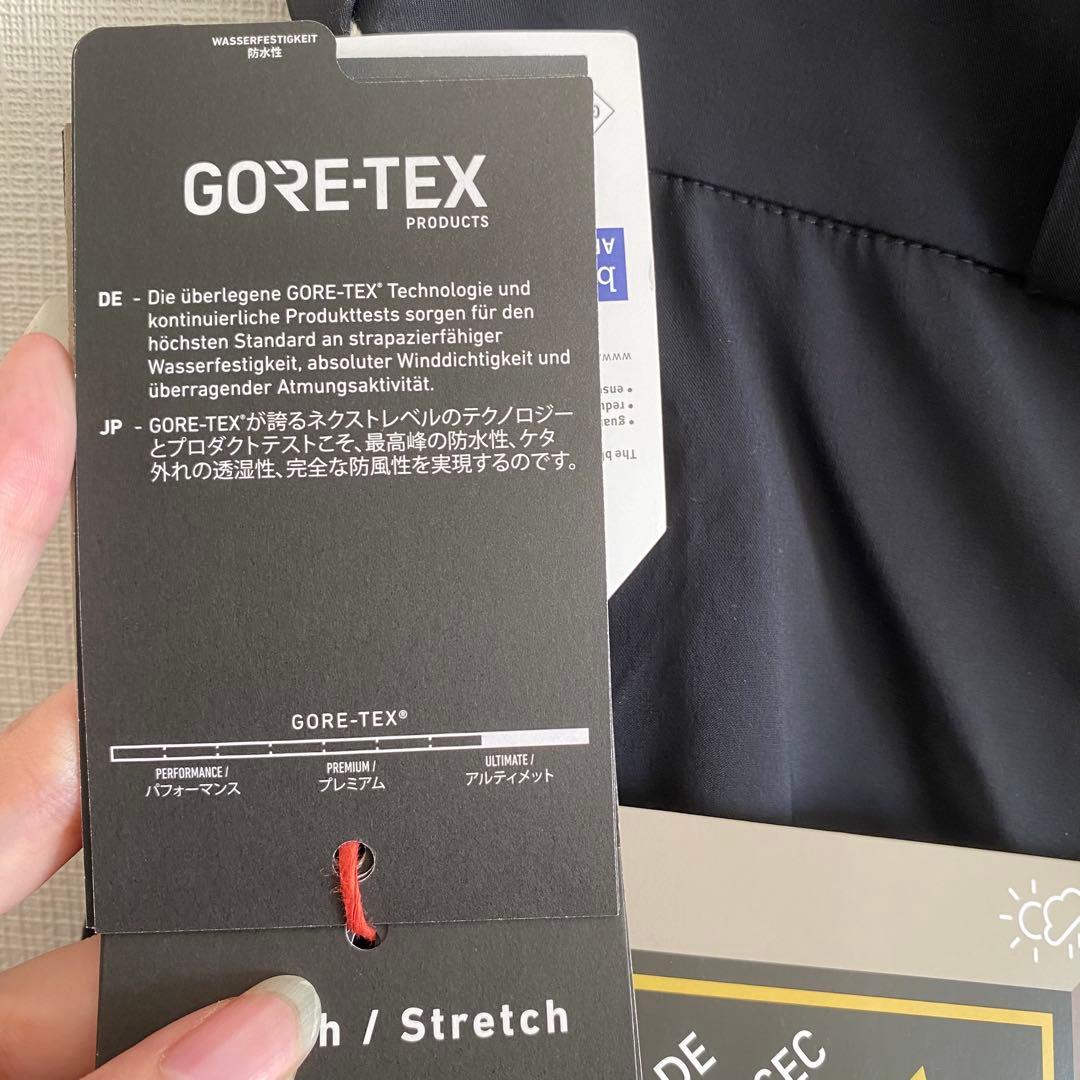 WASSERFESTIGKEIT
防水性
GORE-TEX
PRODUCTS
DE - Die überlegene GORE-TEX® Technologie und
kontinuierliche Produkttests sorgen für den
höchsten Standard an strapazierfähiger
Wasserfestigkeit, absoluter Winddichtigkeit und
überragender Atmungsaktivität.
JP - GORE-TEX®が誇るネクストレベルのテクノロジー
とプロダクトテストこそ、最高峰の防水性、ケタ
外れの透湿性、完全な防風性を実現するのです。
GORE-TEX®
PERFORMANCE /
パフォーマンス
PREMIUM /
プレミアム
ULTIMATE /
アルティメット
/ Stretch
www.
The